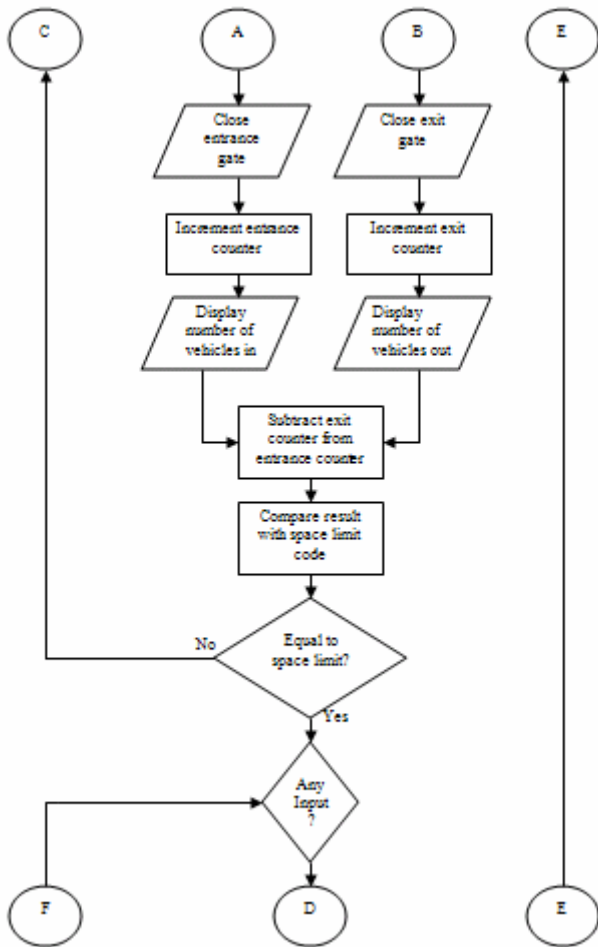 C
A
B
E
Close
entrance
gate
Close exit
gate
Increment entrance
counter
Increment exit
counter
Display
number of
vehicles in
Display
number of
vehicles out
Subtract exit
counter from
entrance counter
Compare result
with space limit
code
No
Equal to
space limit?
Yes
Any
Input
?
F
D
E